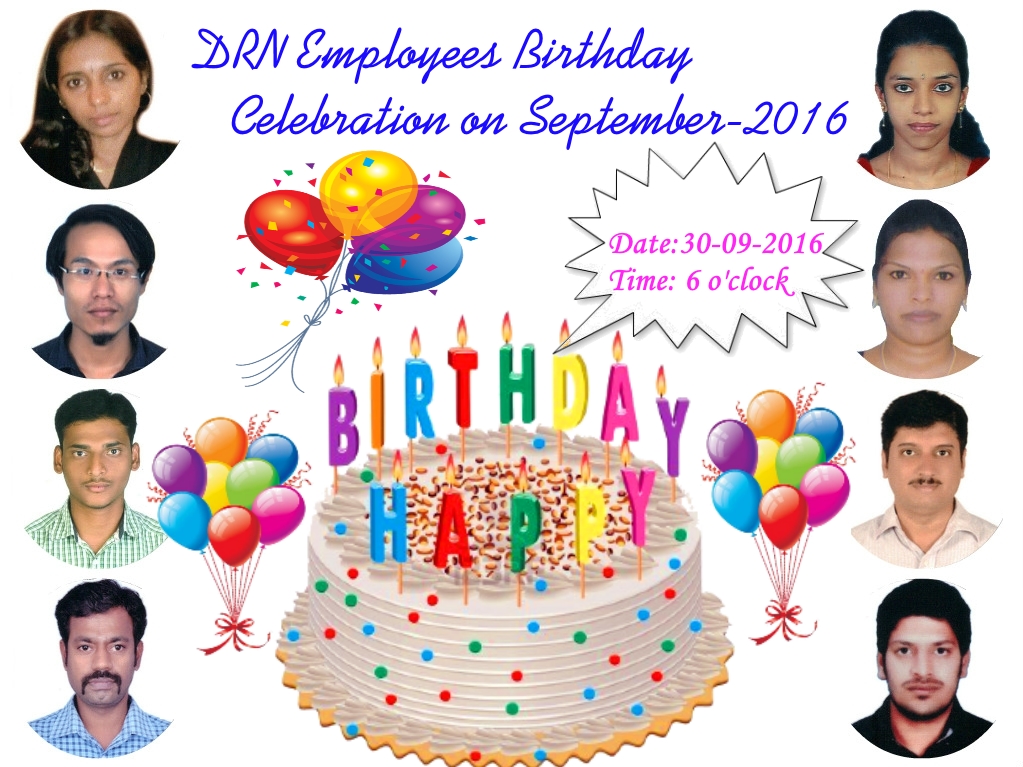 DRN Employees Birthday
Celebration on September-2016
Date:30-09-2016
Time: 6 o'clock
BIRTHDAY
HAPPY